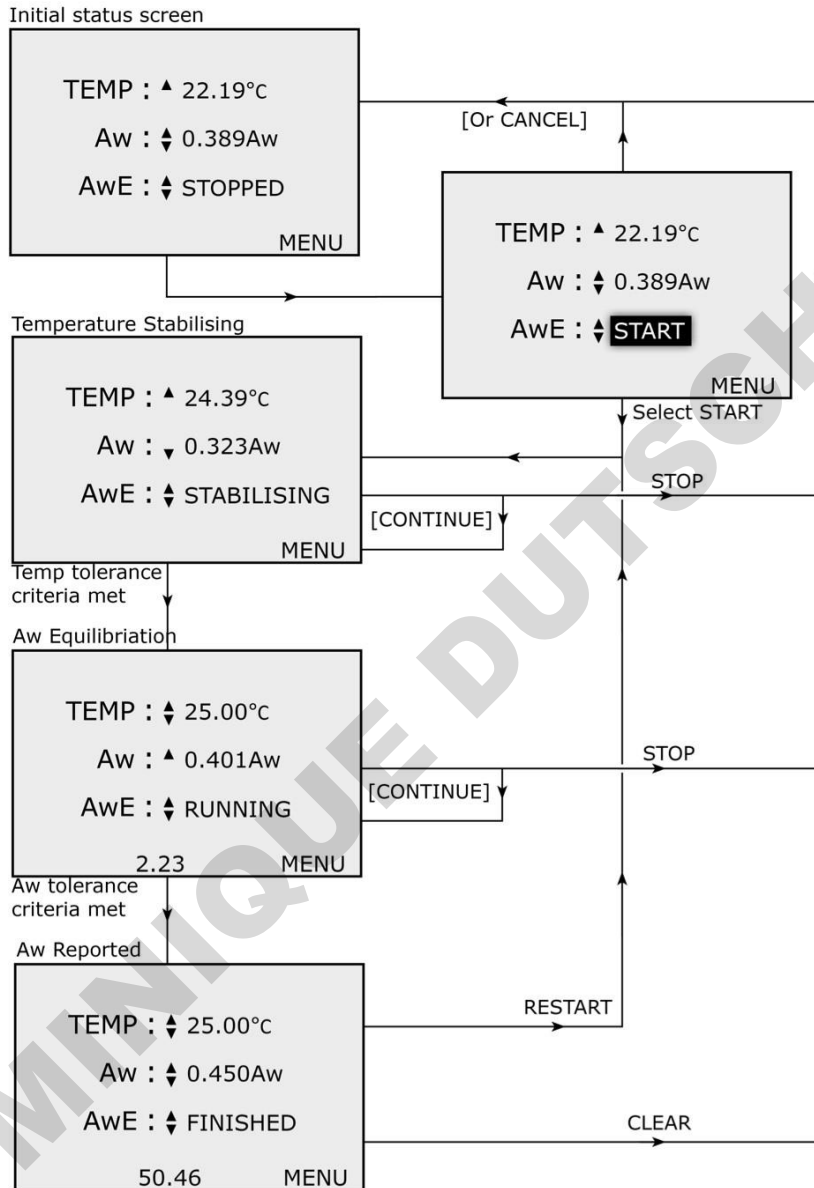 Initial status screen
TEMP : ▲ 22.19°C
Aw : ▲▼ 0.389Aw
AwE : ▲▼ STOPPED
MENU
[Or CANCEL]
TEMP : ▲ 22.19°C
Aw : ▲▼ 0.389Aw
AwE : ▲▼ START
MENU
Select START
Temperature Stabilising
TEMP : ▲ 24.39°C
Aw : ▼ 0.323Aw
AwE : ▲▼ STABILISING
MENU
STOP
[CONTINUE]
Temp tolerance
criteria met
Aw Equilibriation
TEMP : ▲▼ 25.00°C
Aw : ▲ 0.401Aw
AwE : ▲▼ RUNNING
2.23 MENU
STOP
[CONTINUE]
Aw tolerance
criteria met
Aw Reported
TEMP : ▲▼ 25.00°C
Aw : ▲▼ 0.450Aw
AwE : ▲▼ FINISHED
50.46 MENU
RESTART
CLEAR
MINIQUE DUTSCH